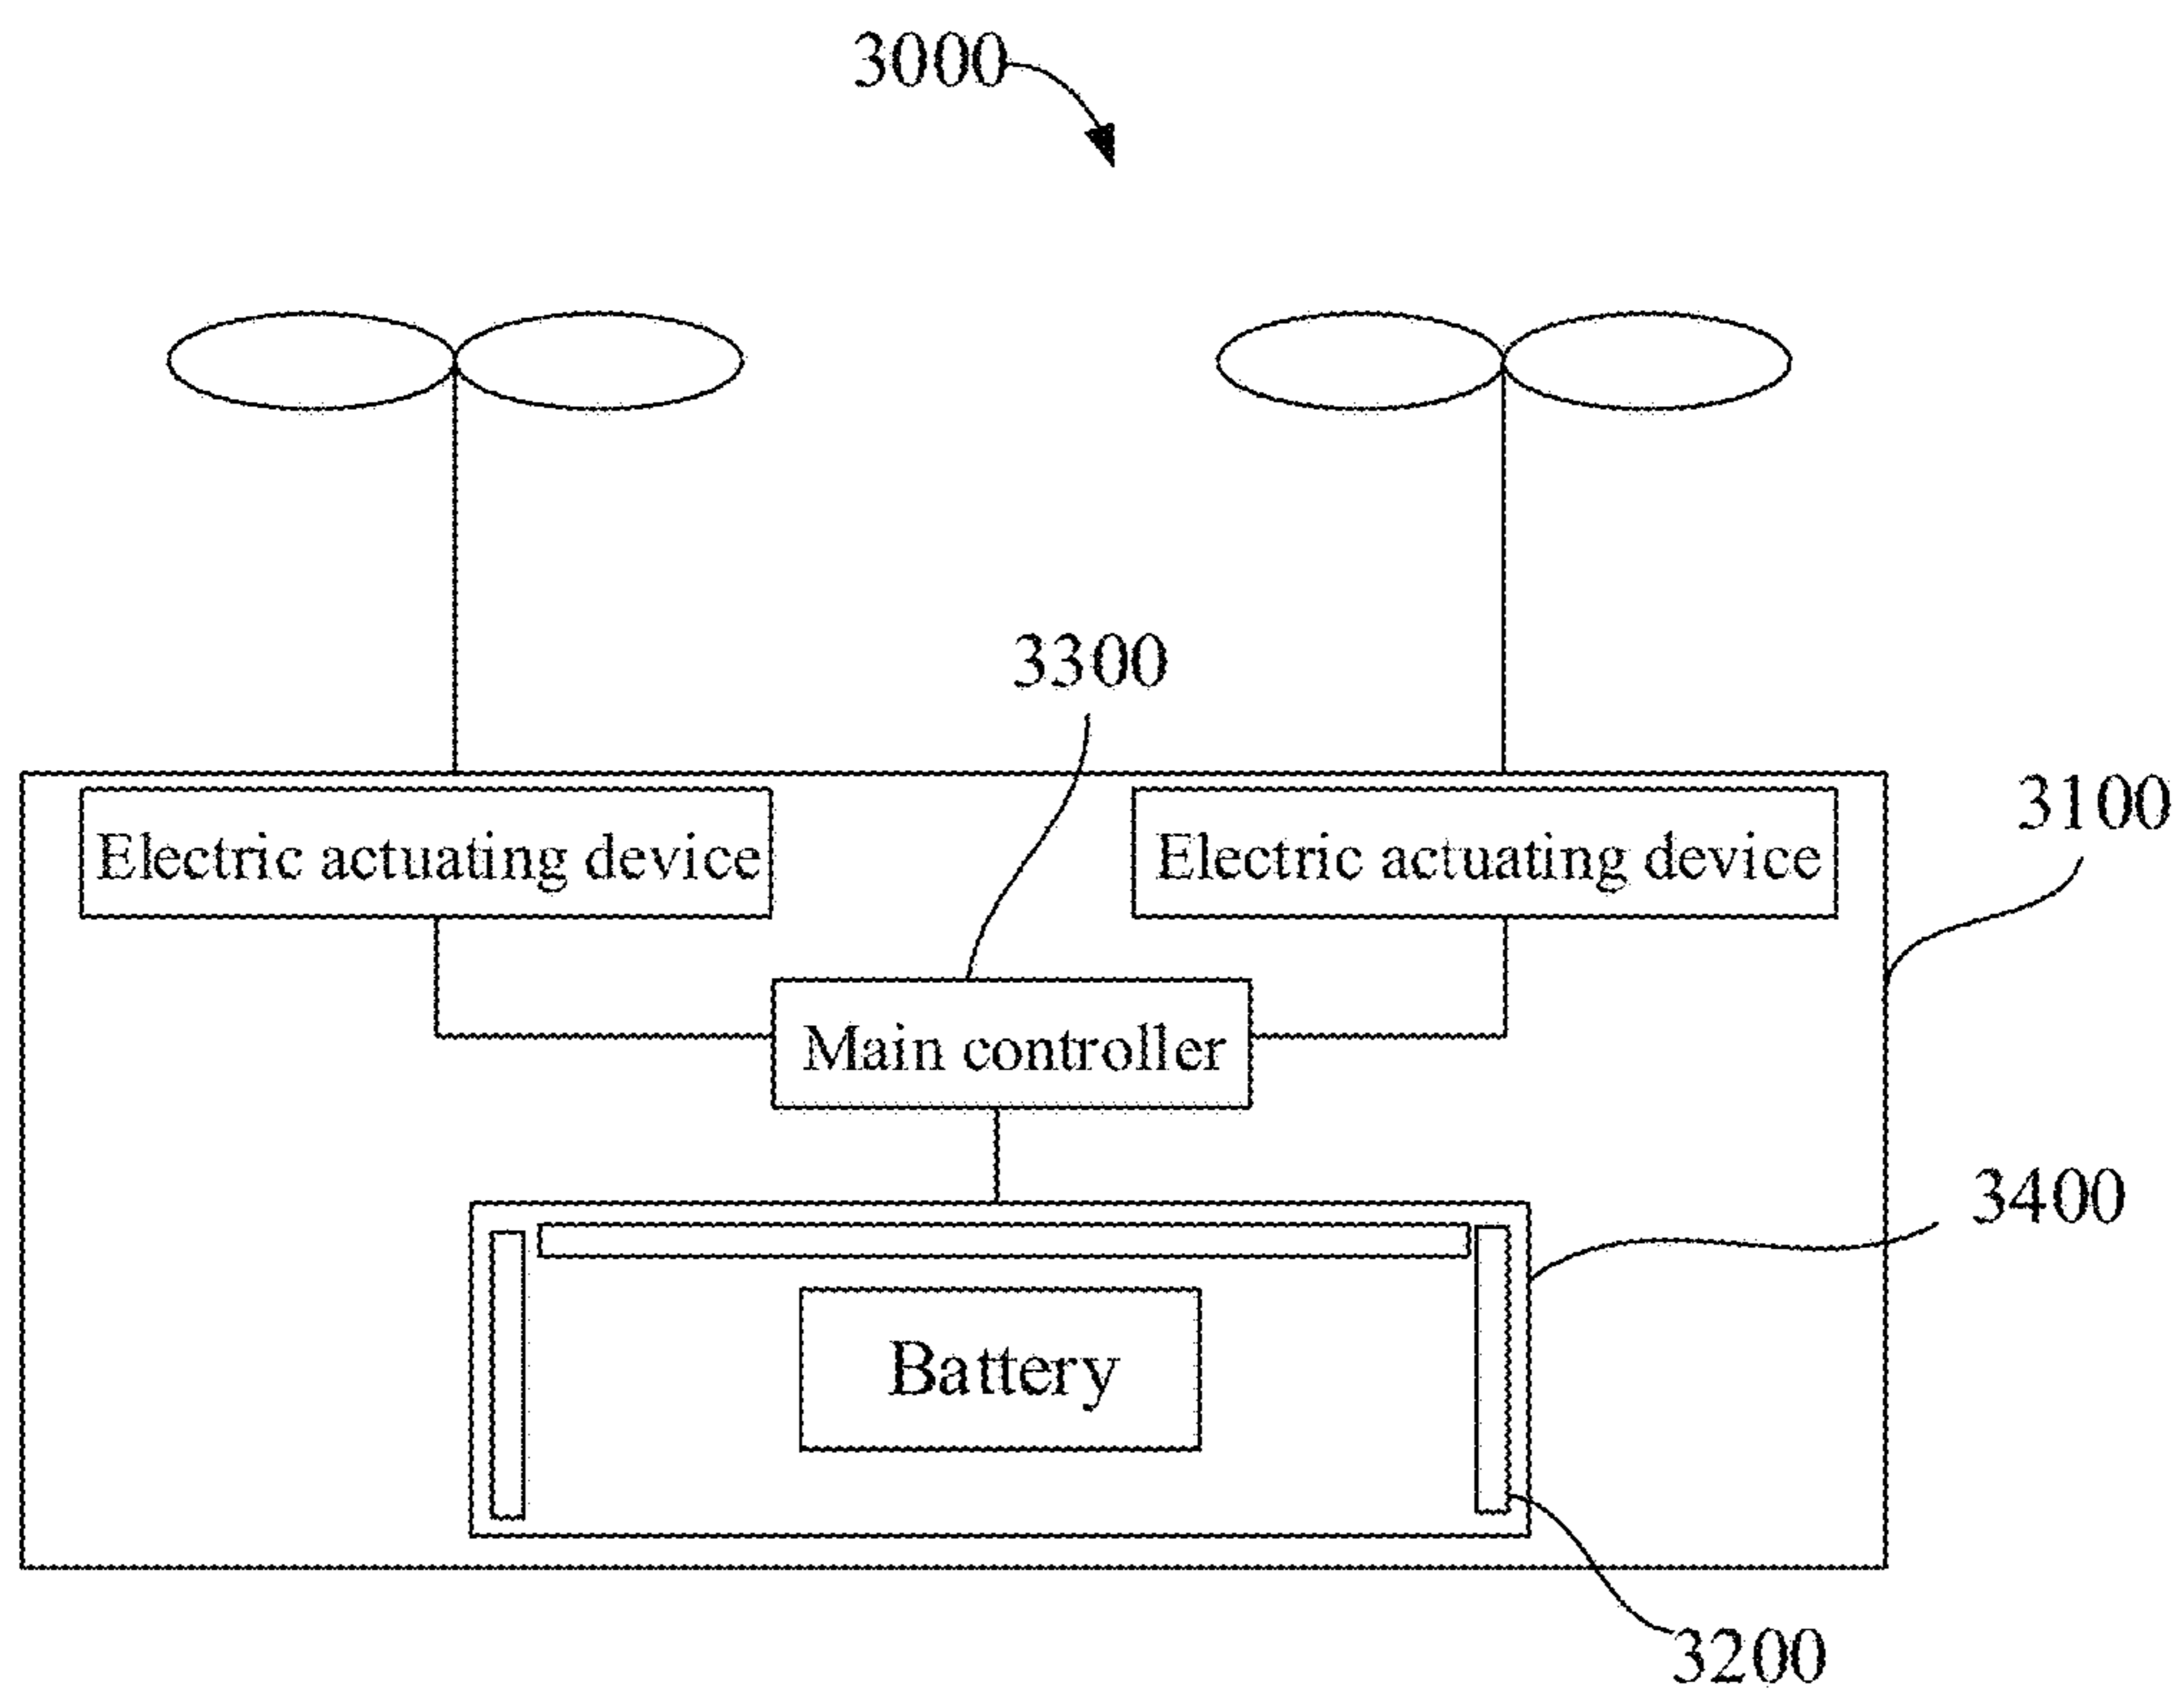 3000
3300
3100
Electric actuating device
Electric actuating device
Main controller
3400
Battery
3200